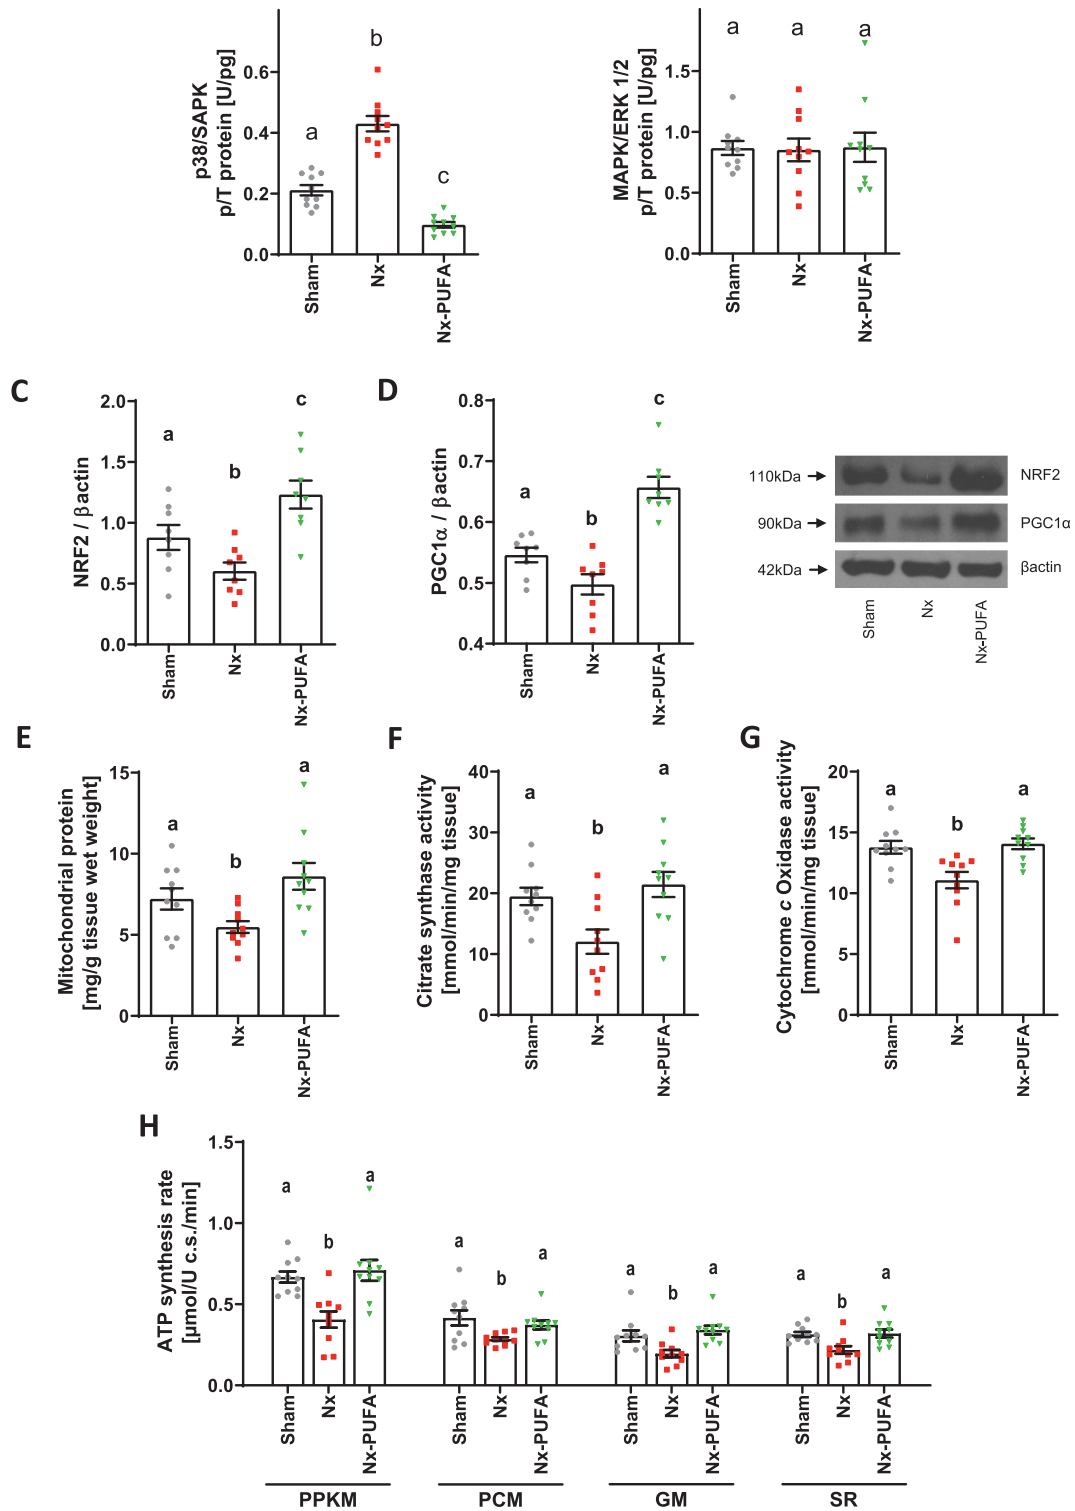 p38/SAPK
p/T protein [U/pg]
0.6
0.4
0.2
0.0
a
b
c
Sham
Nx
Nx-PUFA
MAPK/ERK 1/2
p/T protein [U/pg]
1.5
1.0
0.5
0.0
a
a
a
Sham
Nx
Nx-PUFA
C
NRF2 / βactin
2.0
1.5
1.0
0.5
0.0
a
b
c
Sham
Nx
Nx-PUFA
D
PGC1α / βactin
0.8
0.7
0.6
0.5
0.4
a
b
c
Sham
Nx
Nx-PUFA
110kDa
NRF2
90kDa
PGC1α
42kDa
βactin
Sham
Nx
Nx-PUFA
E
Mitochondrial protein
[mg/g tissue wet weight]
15
10
5
0
a
b
a
Sham
Nx
Nx-PUFA
F
Citrate synthase activity
[mmol/min/mg tissue]
40
30
20
10
0
a
b
a
Sham
Nx
Nx-PUFA
G
Cytochrome c Oxidase activity
[mmol/min/mg tissue]
20
15
10
5
0
a
b
a
Sham
Nx
Nx-PUFA
H
ATP synthesis rate
[µmol/U c.s./min]
1.5
1.0
0.5
0.0
a
b
a
a
b
a
a
b
a
a
b
a
Sham
Nx
Nx-PUFA
Sham
Nx
Nx-PUFA
Sham
Nx
Nx-PUFA
Sham
Nx
Nx-PUFA
PPKM
PCM
GM
SR